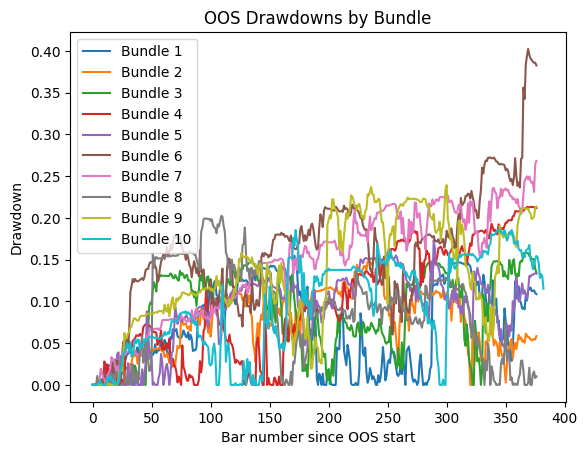 OOS Drawdowns by Bundle
Drawdown
0.40
0.35
0.30
0.25
0.20
0.15
0.10
0.05
0.00
Bundle 1
Bundle 2
Bundle 3
Bundle 4
Bundle 5
Bundle 6
Bundle 7
Bundle 8
Bundle 9
Bundle 10
0
50
100
150
200
250
300
350
400
Bar number since OOS start